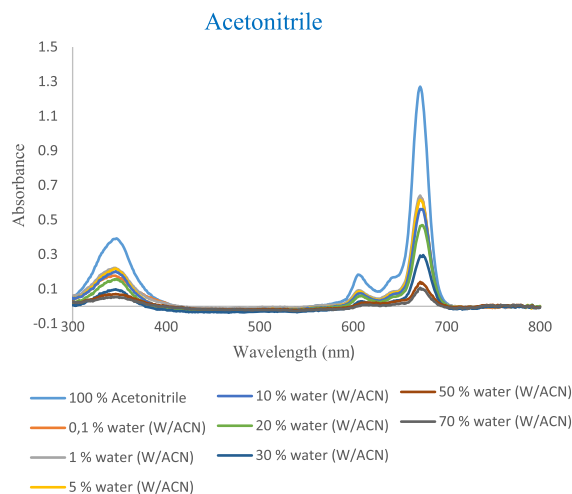 Acetonitrile
1.5
1.3
1.1
0.9
0.7
0.5
0.3
0.1
-0.1
Absorbance
300 400 500 600 700 800
Wavelength (nm)
100 % Acetonitrile
0,1 % water (W/ACN)
1 % water (W/ACN)
5 % water (W/ACN)
10 % water (W/ACN)
20 % water (W/ACN)
30 % water (W/ACN)
50 % water (W/ACN)
70 % water (W/ACN)